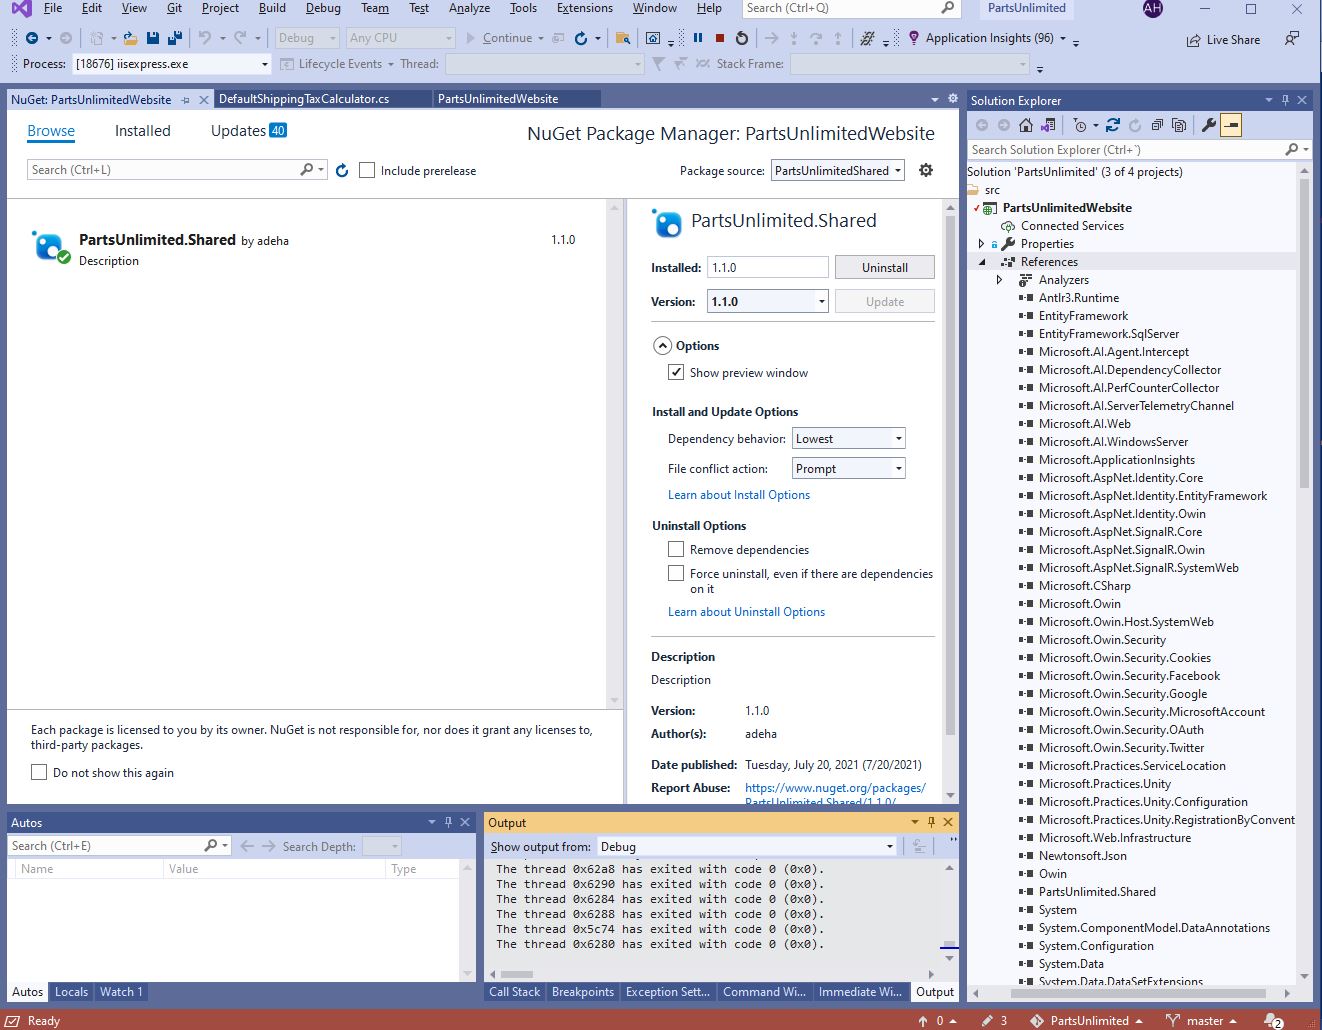 File Edit View Git Project Build Debug Team Test Analyze Tools Extensions Window Help Search (Ctrl+Q) PartsUnlimited AH
Debug Any CPU Continue Application Insights (96) Live Share
Process: [18676] iisexpress.exe Lifecycle Events Thread: Stack Frame:
NuGet: PartsUnlimitedWebsite DefaultShippingTaxCalculator.cs PartsUnlimitedWebsite
Browse Installed Updates 40
NuGet Package Manager: PartsUnlimitedWebsite
Search (Ctrl+L) Include prerelease Package source: PartsUnlimitedShared
PartsUnlimited.Shared by adeha 1.1.0
Description
Each package is licensed to you by its owner. NuGet is not responsible for, nor does it grant any licenses to,
third-party packages.
Do not show this again
PartsUnlimited.Shared
Installed: 1.1.0 Uninstall
Version: 1.1.0 Update
Options
Show preview window
Install and Update Options
Dependency behavior: Lowest
File conflict action: Prompt
Learn about Install Options
Uninstall Options
Remove dependencies
Force uninstall, even if there are dependencies
on it
Learn about Uninstall Options
Description
Description
Version: 1.1.0
Author(s): adeha
Date published: Tuesday, July 20, 2021 (7/20/2021)
Report Abuse: https://www.nuget.org/packages/
PartsUnlimited.Shared/1.1.0/
Solution Explorer
Search Solution Explorer (Ctrl+`)
Solution 'PartsUnlimited' (3 of 4 projects)
src
PartsUnlimitedWebsite
Connected Services
Properties
References
Analyzers
Antlr3.Runtime
EntityFramework
EntityFramework.SqlServer
Microsoft.AI.Agent.Intercept
Microsoft.AI.DependencyCollector
Microsoft.AI.PerfCounterCollector
Microsoft.AI.ServerTelemetryChannel
Microsoft.AI.Web
Microsoft.AI.WindowsServer
Microsoft.ApplicationInsights
Microsoft.AspNet.Identity.Core
Microsoft.AspNet.Identity.EntityFramework
Microsoft.AspNet.Identity.Owin
Microsoft.AspNet.SignalR.Core
Microsoft.AspNet.SignalR.Owin
Microsoft.AspNet.SignalR.SystemWeb
Microsoft.CSharp
Microsoft.Owin
Microsoft.Owin.Host.SystemWeb
Microsoft.Owin.Security
Microsoft.Owin.Security.Cookies
Microsoft.Owin.Security.Facebook
Microsoft.Owin.Security.Google
Microsoft.Owin.Security.MicrosoftAccount
Microsoft.Owin.Security.OAuth
Microsoft.Owin.Security.Twitter
Microsoft.Practices.ServiceLocation
Microsoft.Practices.Unity
Microsoft.Practices.Unity.Configuration
Microsoft.Practices.Unity.RegistrationByConvent
Microsoft.Web.Infrastructure
Newtonsoft.Json
Owin
PartsUnlimited.Shared
System
System.ComponentModel.DataAnnotations
System.Configuration
System.Data
System.Data.DataSetExtensions
Autos
Search (Ctrl+E) Search Depth:
Name Value Type
Autos Locals Watch 1
Output
Show output from: Debug
The thread 0x62a8 has exited with code 0 (0x0).
The thread 0x6290 has exited with code 0 (0x0).
The thread 0x6284 has exited with code 0 (0x0).
The thread 0x6288 has exited with code 0 (0x0).
The thread 0x5c74 has exited with code 0 (0x0).
The thread 0x6280 has exited with code 0 (0x0).
Call Stack Breakpoints Exception Sett... Command Wi... Immediate Wi... Output
Ready 0 3 PartsUnlimited master 2